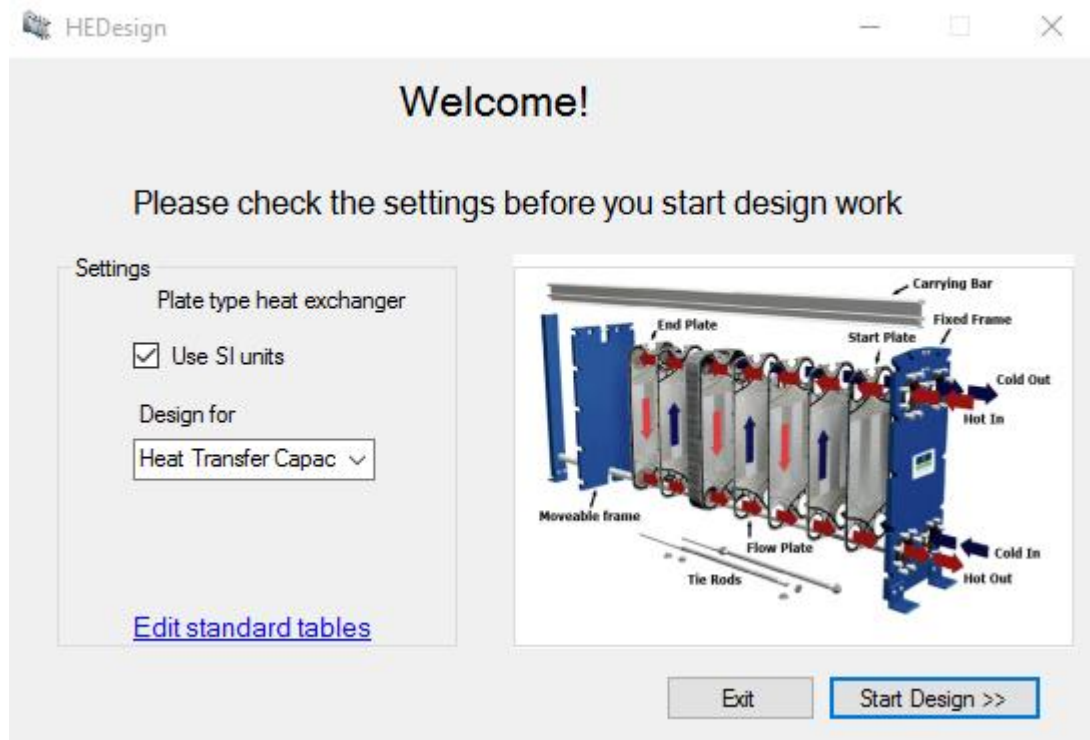 HEDesign
Welcome!
Please check the settings before you start design work
Settings
Plate type heat exchanger
Use SI units
Design for
Heat Transfer Capac
Edit standard tables
Carrying Bar
Fixed Frame
End Plate
Start Plate
Cold Out
Hot In
Moveable frame
Flow Plate
Tie Rods
Cold In
Hot Out
Exit
Start Design >>